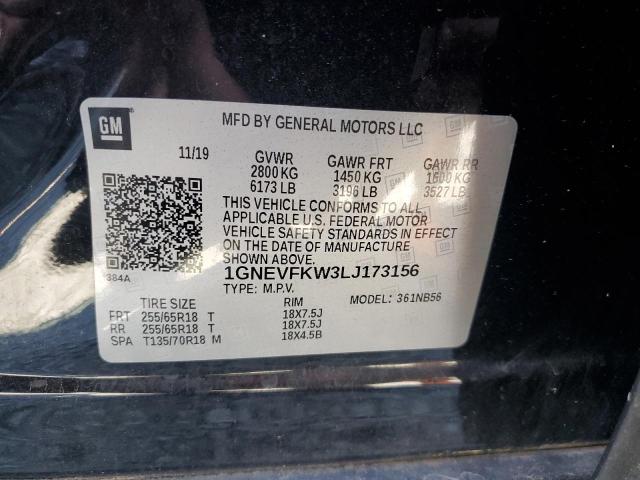 GM
MFD BY GENERAL MOTORS LLC
11/19 GVWR GAWR FRT GAWR RR
2800 KG 1450 KG 1600 KG
6173 LB 3196 LB 3527 LB
THIS VEHICLE CONFORMS TO ALL
APPLICABLE U.S. FEDERAL MOTOR
VEHICLE SAFETY STANDARDS IN EFFECT
ON THE DATE OF MANUFACTURE
SHOWN ABOVE.
384A
1GNEVFKW3LJ173156
TYPE: M.P.V.
TIRE SIZE RIM MODEL: 361NB56
FRT 255/65R18 T 18X7.5J
RR 255/65R18 T 18X7.5J
SPA T135/70R18 M 18X4.5B